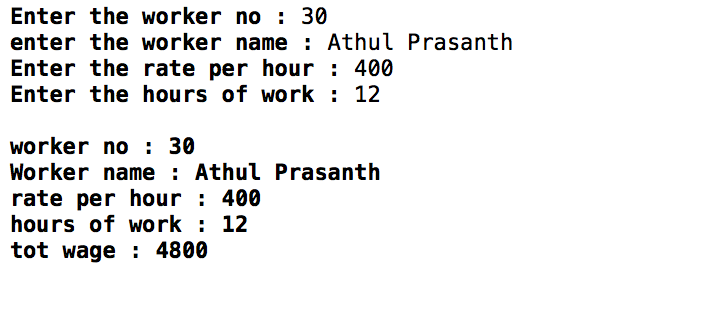 Enter the worker no : 30
enter the worker name : Athul Prasanth
Enter the rate per hour : 400
Enter the hours of work : 12
worker no : 30
Worker name : Athul Prasanth
rate per hour : 400
hours of work : 12
tot wage : 4800